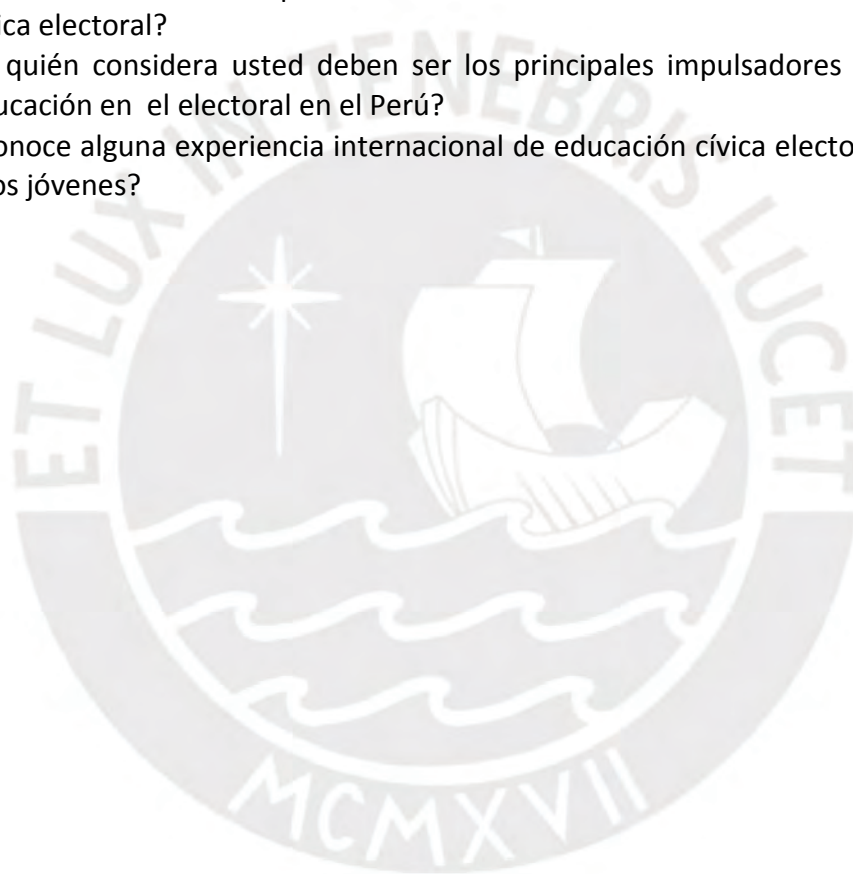 ica electoral?
quién considera usted deben ser los principales impulsadores
ucación en el electoral en el Perú?
onoce alguna experiencia internacional de educación cívica electo
os jóvenes?
ET LUX IN TENEBRIS LUCET
MCMXVII